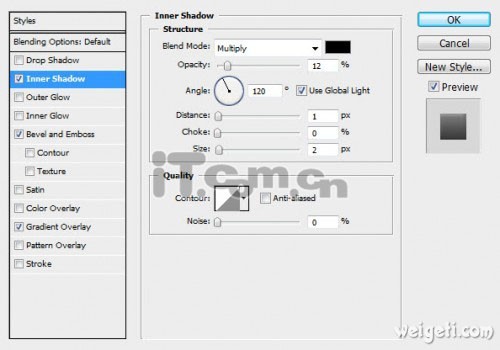 Styles
Blending Options: Default
Drop Shadow
Inner Shadow
Outer Glow
Inner Glow
Bevel and Emboss
Contour
Texture
Satin
Color Overlay
Gradient Overlay
Pattern Overlay
Stroke
Inner Shadow
Structure
Blend Mode: Multiply
Opacity: 12 %
Angle: 120 ° Use Global Light
Distance: 1 px
Choke: 0 %
Size: 2 px
Quality
Contour: Anti-aliased
Noise: 0 %
OK
Cancel
New Style...
Preview
iT.com.cn
weigeti.com